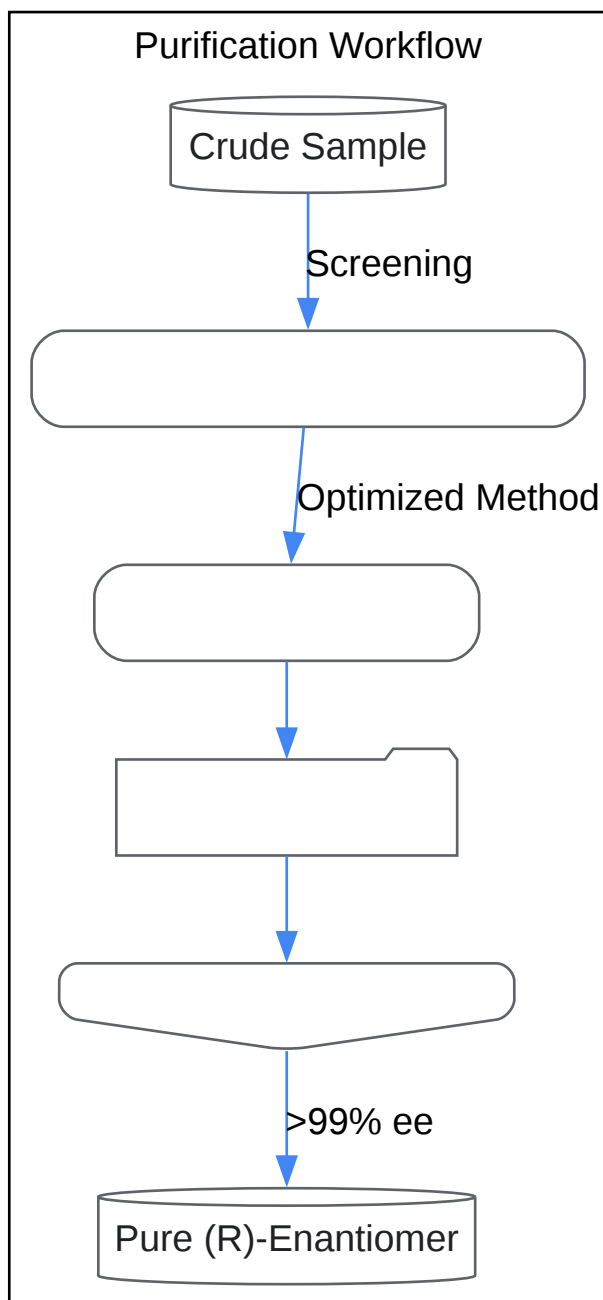 Purification Workflow
Crude Sample
Screening
Optimized Method
>99% ee
Pure (R)-Enantiomer